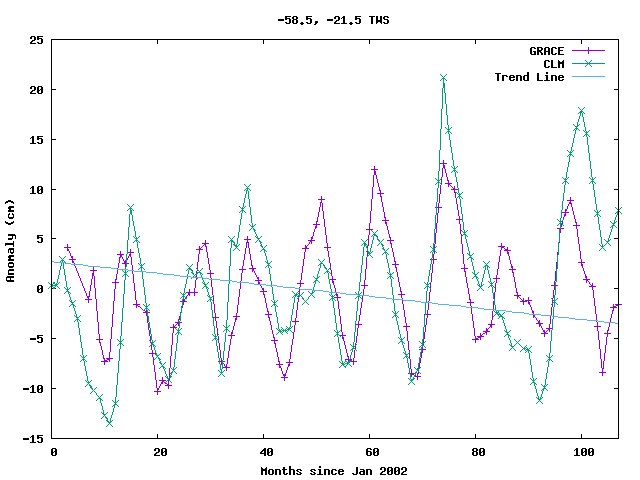 -58.5, -21.5 TWS
GRACE
CLM
Trend Line
25
20
15
10
5
0
-5
-10
-15
Anomaly (cm)
0 20 40 60 80 100
Months since Jan 2002